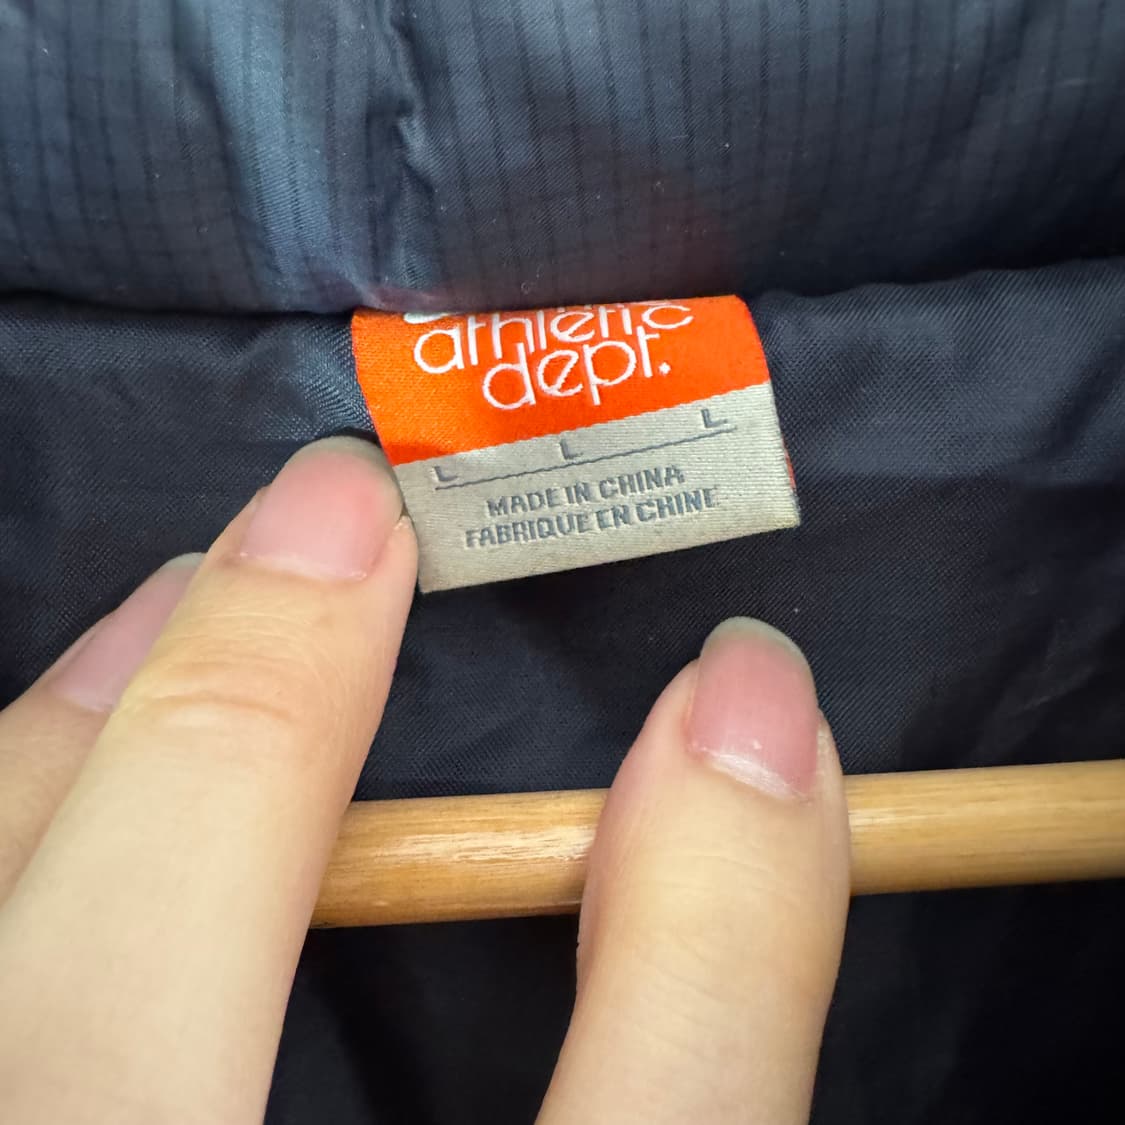 athletic
dept.
L L L
MADE IN CHINA
FABRIQUE EN CHINE